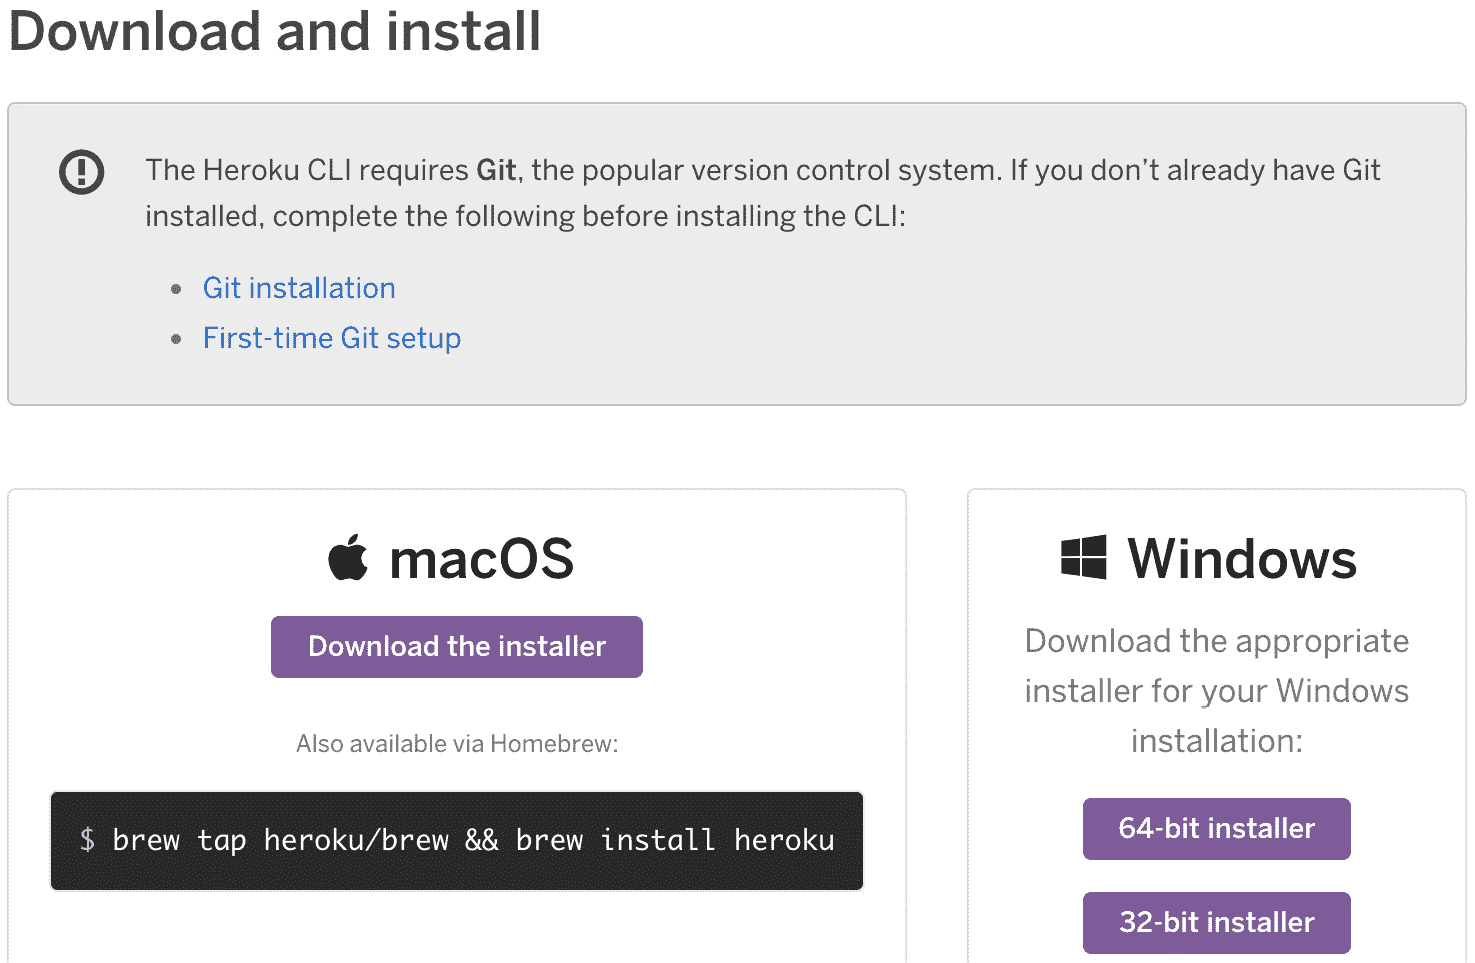 Download and install
The Heroku CLI requires Git, the popular version control system. If you don’t already have Git
installed, complete the following before installing the CLI:
• Git installation
• First-time Git setup
macOS
Download the installer
Also available via Homebrew:
$ brew tap heroku/brew && brew install heroku
Windows
Download the appropriate
installer for your Windows
installation:
64-bit installer
32-bit installer